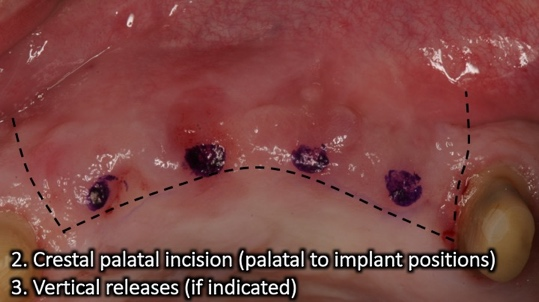 2. Crestal palatal incision (palatal to implant positions)
3. Vertical releases (if indicated)